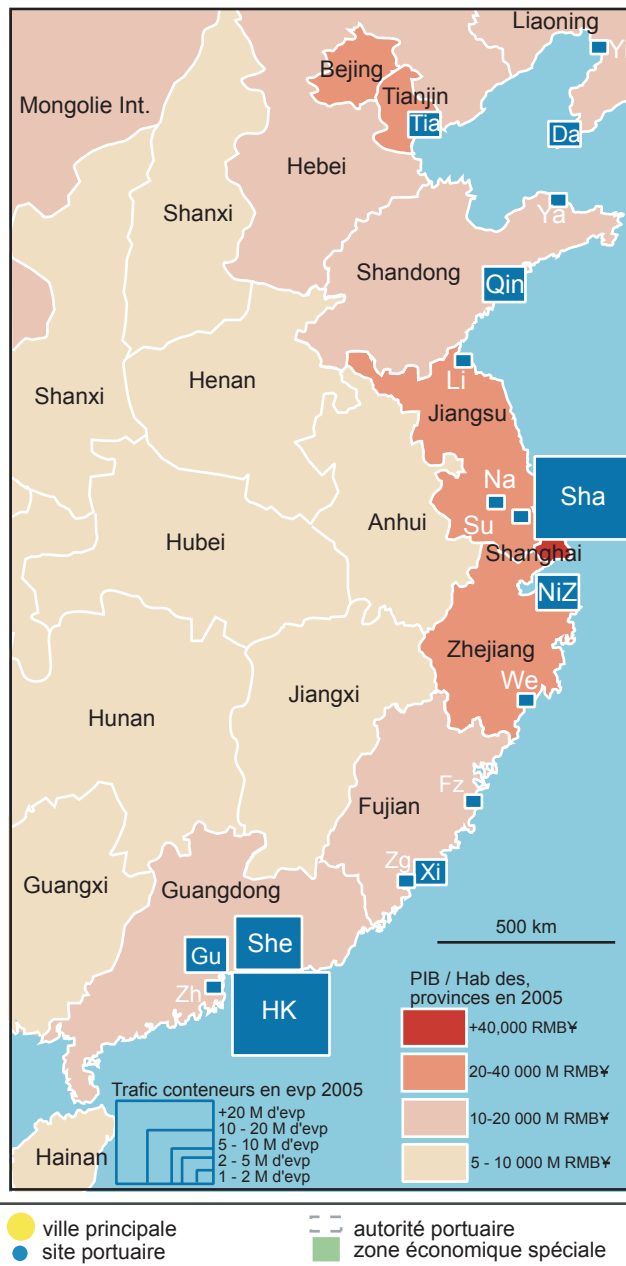 Liaoning
Y
Bejing
Tianjin
Mongolie Int.
Tia
Da
Hebei
Shanxi
Ya
Shandong
Qin
Li
Henan
Shanxi
Jiangsu
Na
Sha
Su
Anhui
Hubei
Shanghai
NiZ
Zhejiang
We
Jiangxi
Hunan
Fz
Fujian
Zg
Xi
Guangxi
Guangdong
500 km
She
Gu
Zh
HK
PIB / Hab des,
provinces en 2005
+40,000 RMB¥
20-40 000 M RMB¥
10-20 000 M RMB¥
5 - 10 000 M RMB¥
Trafic conteneurs en evp 2005
+20 M d'evp
10 - 20 M d'evp
5 - 10 M d'evp
2 - 5 M d'evp
1 - 2 M d'evp
Hainan
ville principale
site portuaire
autorité portuaire
zone économique spéciale